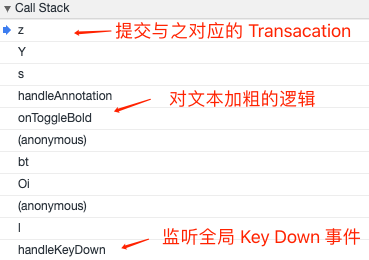 Call Stack
z
提交与之对应的 Transacation
Y
s
handleAnnotation
对文本加粗的逻辑
onToggleBold
(anonymous)
bt
Oi
(anonymous)
l
监听全局 Key Down 事件
handleKeyDown